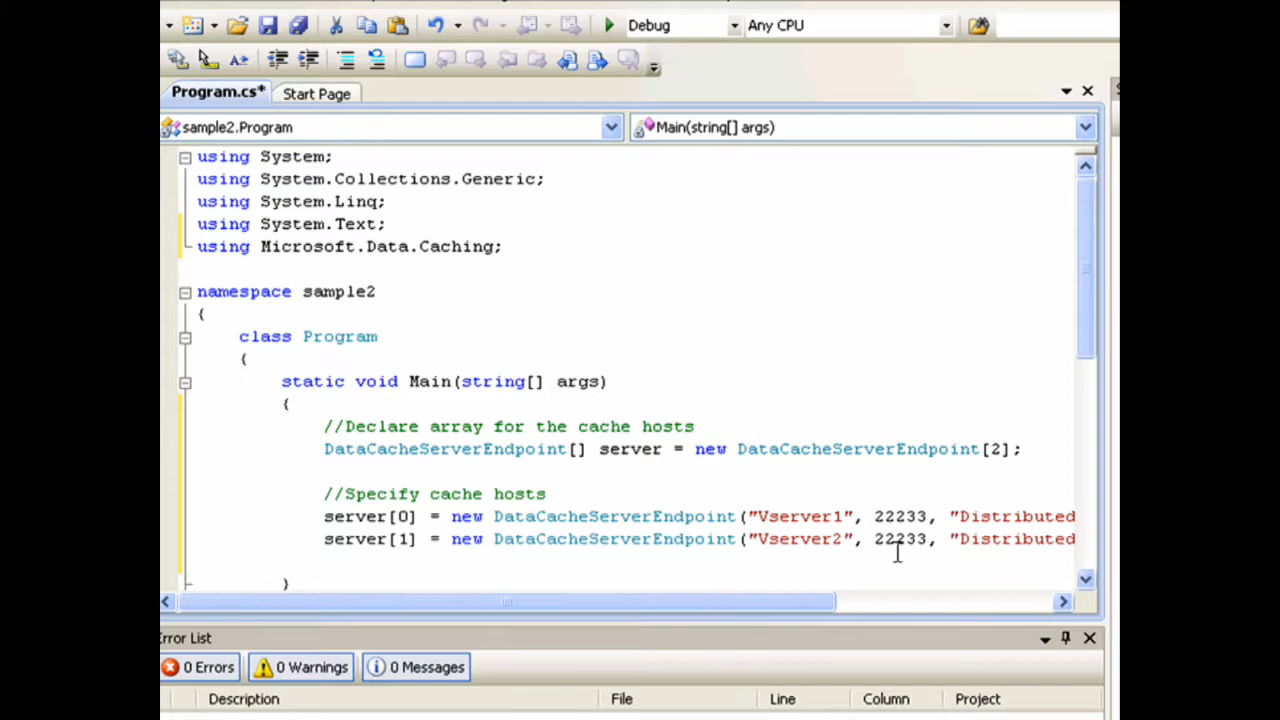 Debug Any CPU
Program.cs* Start Page
sample2.Program Main(string[] args)
using System;
using System.Collections.Generic;
using System.Linq;
using System.Text;
using Microsoft.Data.Caching;
namespace sample2
{
class Program
{
static void Main(string[] args)
{
//Declare array for the cache hosts
DataCacheServerEndpoint[] server = new DataCacheServerEndpoint[2];
//Specify cache hosts
server[0] = new DataCacheServerEndpoint("Vserver1", 22233, "Distributed
server[1] = new DataCacheServerEndpoint("Vserver2", 22233, "Distributed
}
Error List
0 Errors 0 Warnings 0 Messages
Description File Line Column Project